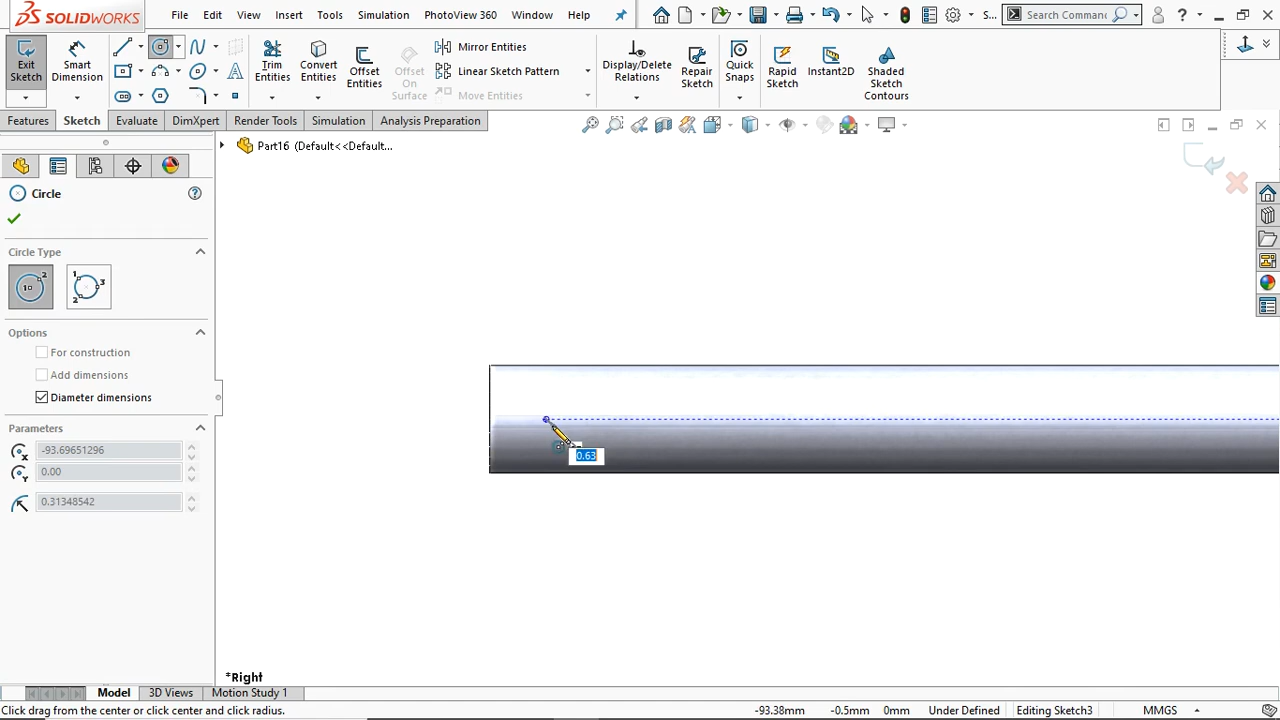 SOLIDWORKS File Edit View Insert Tools Simulation PhotoView 360 Window Help S... Search Commands ?
Exit Sketch
Smart Dimension
Trim Entities
Convert Entities
Offset Entities
Offset On Surface
Mirror Entities
Linear Sketch Pattern
Move Entities
Display/Delete Relations
Repair Sketch
Quick Snaps
Rapid Sketch
Instant2D
Shaded Sketch Contours
Features Sketch Evaluate DimXpert Render Tools Simulation Analysis Preparation
Part16 (Default<<Default...
Circle
Circle Type
Options
For construction
Add dimensions
Diameter dimensions
Parameters
-93.69651296
0.00
0.31348542
0.63
*Right
Model 3D Views Motion Study 1
Click drag from the center or click center and click radius. -93.38mm -0.5mm 0mm Under Defined Editing Sketch3 MMGS